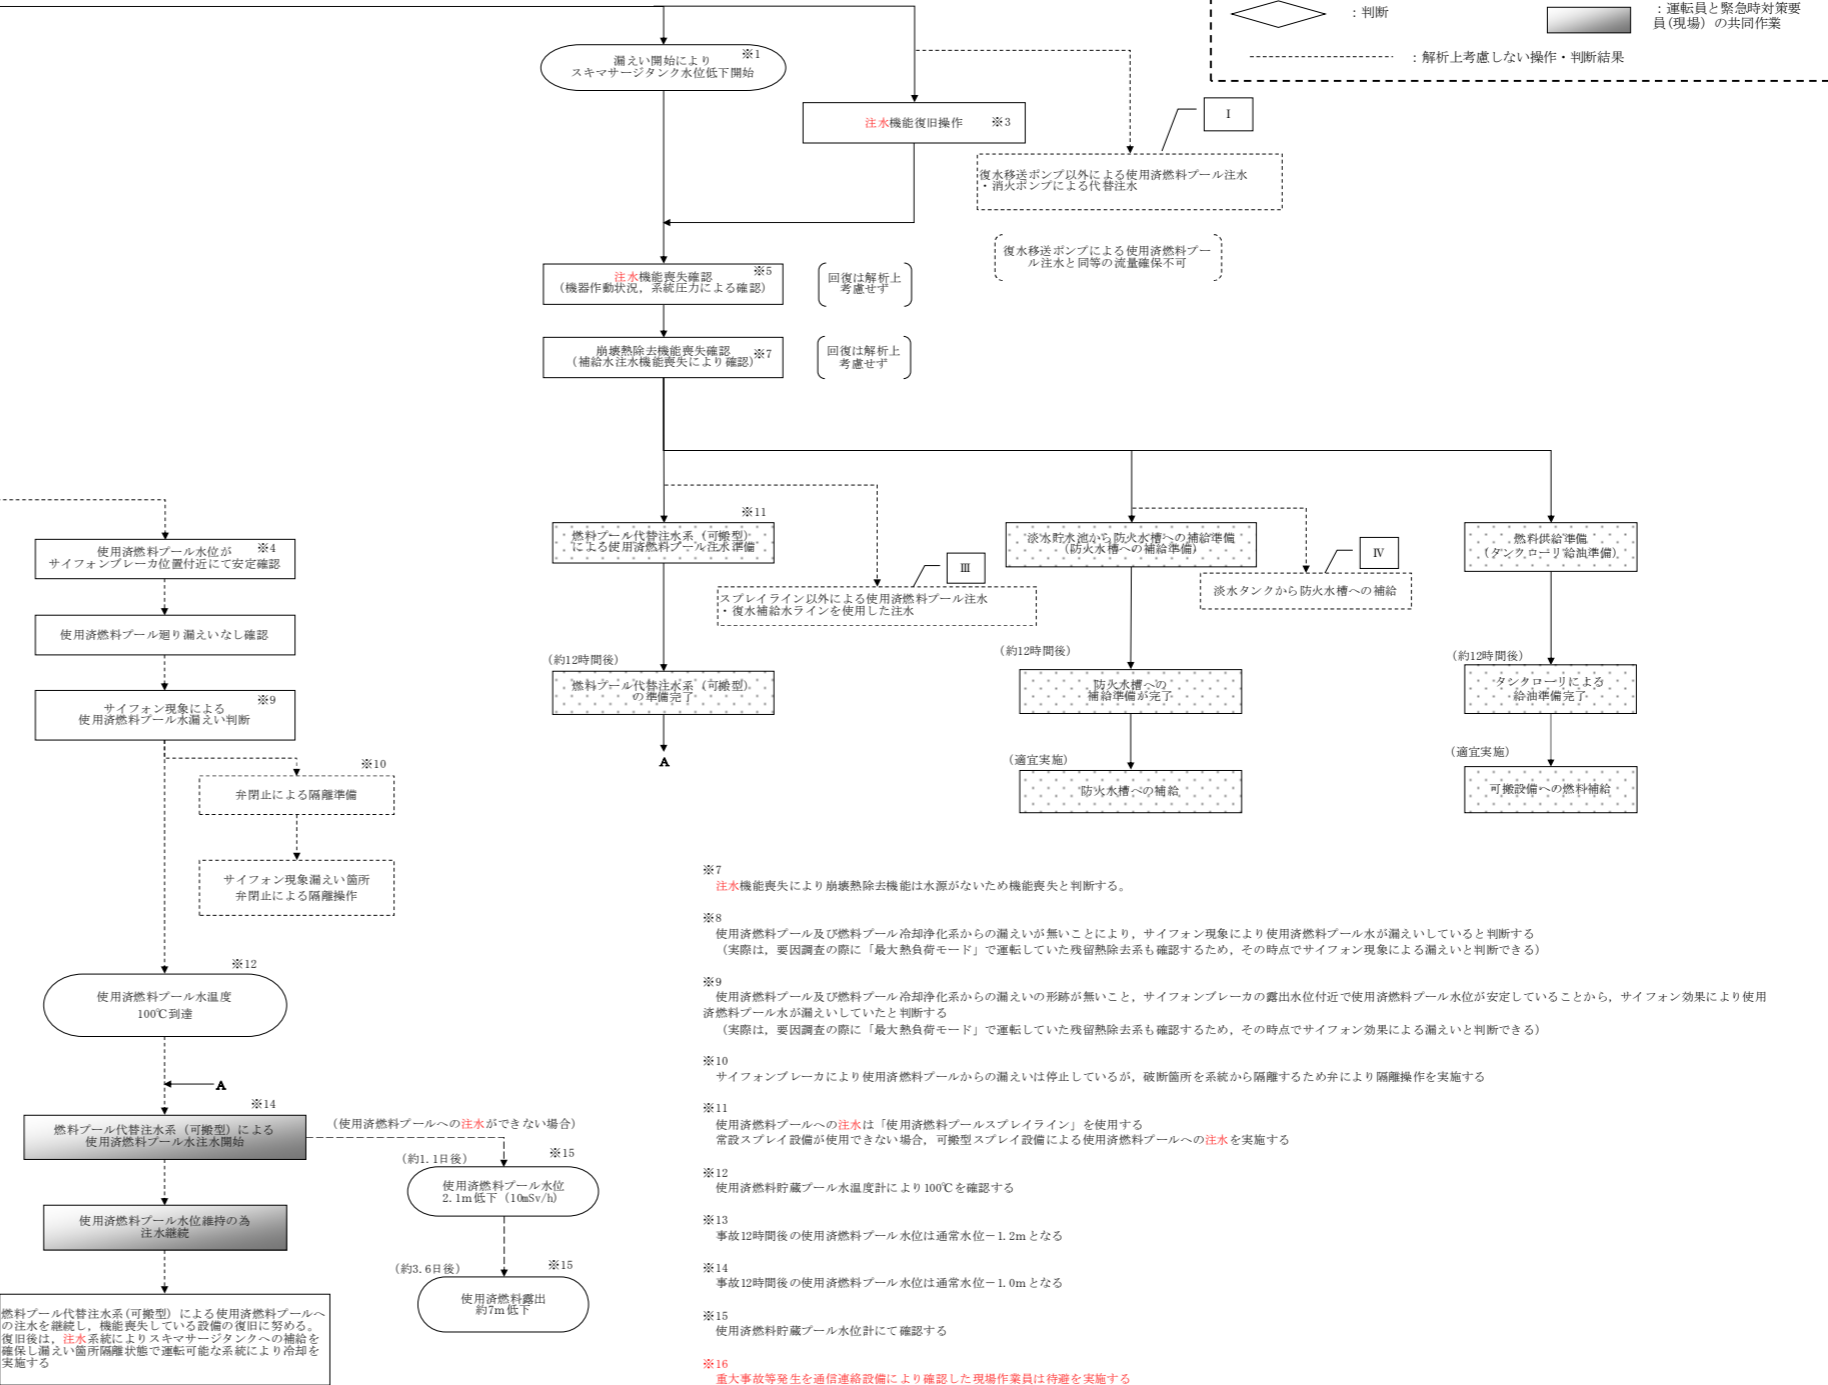 ：判断
：運転員と緊急時対策要
員(現場）の共同作業
：解析上考慮しない操作・判断結果
※1
漏えい開始により
スキマサージタンク水位低下開始
注水機能復旧操作　※3
Ⅰ
復水移送ポンプ以外による使用済燃料プール注水
・消火ポンプによる代替注水
復水移送ポンプによる使用済燃料プー
ル注水と同等の流量確保不可
※5
注水機能喪失確認
（機器作動状況，系統圧力による確認）
回復は解析上
考慮せず
※7
崩壊熱除去機能喪失確認
（補給水注水機能喪失により確認）
回復は解析上
考慮せず
※4
使用済燃料プール水位が
サイフォンブレーカ位置付近にて安定確認
使用済燃料プール廻り漏えいなし確認
※9
サイフォン現象による
使用済燃料プール水漏えい判断
※10
弁閉止による隔離準備
サイフォン現象漏えい箇所
弁閉止による隔離操作
※11
燃料プール代替注水系（可搬型）
による使用済燃料プール注水準備
Ⅲ
スプレイライン以外による使用済燃料プール注水
・復水補給水ラインを使用した注水
（約12時間後）
燃料プール代替注水系（可搬型）
の準備完了
A
淡水貯水池から防火水槽への補給準備
（防火水槽への補給準備）
Ⅳ
淡水タンクから防火水槽への補給
（約12時間後）
防火水槽への
補給準備が完了
（適宜実施）
防火水槽への補給
燃料供給準備
（タンクローリ給油準備）
（約12時間後）
タンクローリによる
給油準備完了
（適宜実施）
可搬設備への燃料補給
※12
使用済燃料プール水温度
100℃到達
A
※14
燃料プール代替注水系（可搬型）による
使用済燃料プール水注水開始
（使用済燃料プールへの注水ができない場合）
（約1.1日後）
※15
使用済燃料プール水位
2.1m低下（10mSv/h）
使用済燃料プール水位維持の為
注水継続
（約3.6日後）
※15
使用済燃料露出
約7m低下
燃料プール代替注水系(可搬型）による使用済燃料プールへ
の注水を継続し，機能喪失している設備の復旧に努める。
復旧後は，注水系統によりスキマサージタンクへの補給を
確保し漏えい箇所隔離状態で運転可能な系統により冷却を
実施する
※7
注水機能喪失により崩壊熱除去機能は水源がないため機能喪失と判断する。
※8
使用済燃料プール及び燃料プール冷却浄化系からの漏えいが無いことにより，サイフォン現象により使用済燃料プール水が漏えいしていると判断する
（実際は，要因調査の際に「最大熱負荷モード」で運転していた残留熱除去系も確認するため，その時点でサイフォン現象による漏えいと判断できる）
※9
使用済燃料プール及び燃料プール冷却浄化系からの漏えいの形跡が無いこと，サイフォンブレーカの露出水位付近で使用済燃料プール水位が安定していることから，サイフォン効果により使用
済燃料プール水が漏えいしていたと判断する
（実際は，要因調査の際に「最大熱負荷モード」で運転していた残留熱除去系も確認するため，その時点でサイフォン効果による漏えいと判断できる）
※10
サイフォンブレーカにより使用済燃料プールからの漏えいは停止しているが，破断箇所を系統から隔離するため弁により隔離操作を実施する
※11
使用済燃料プールへの注水は「使用済燃料プールスプレイライン」を使用する
常設スプレイ設備が使用できない場合，可搬型スプレイ設備による使用済燃料プールへの注水を実施する
※12
使用済燃料貯蔵プール水温度計により100℃を確認する
※13
事故12時間後の使用済燃料プール水位は通常水位－1.2mとなる
※14
事故12時間後の使用済燃料プール水位は通常水位－1.0mとなる
※15
使用済燃料貯蔵プール水位計にて確認する
※16
重大事故等発生を通信連絡設備により確認した現場作業員は待避を実施する